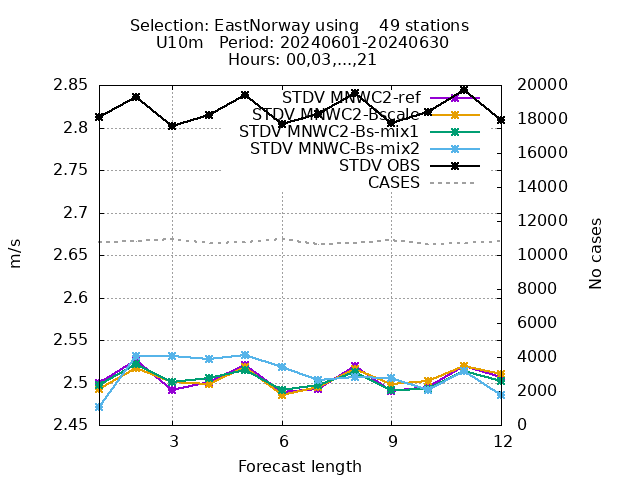 Selection: EastNorway using    49 stations
U10m   Period: 20240601-20240630
Hours: 00,03,...,21
2.85
2.8
2.75
2.7
2.65
2.6
2.55
2.5
2.45
m/s
STDV MNWC2-ref
STDV MNWC2-Bscale
STDV MNWC2-Bs-mix1
STDV MNWC-Bs-mix2
STDV OBS
CASES
20000
18000
16000
14000
12000
10000
8000
6000
4000
2000
0
No cases
3 6 9 12
Forecast length